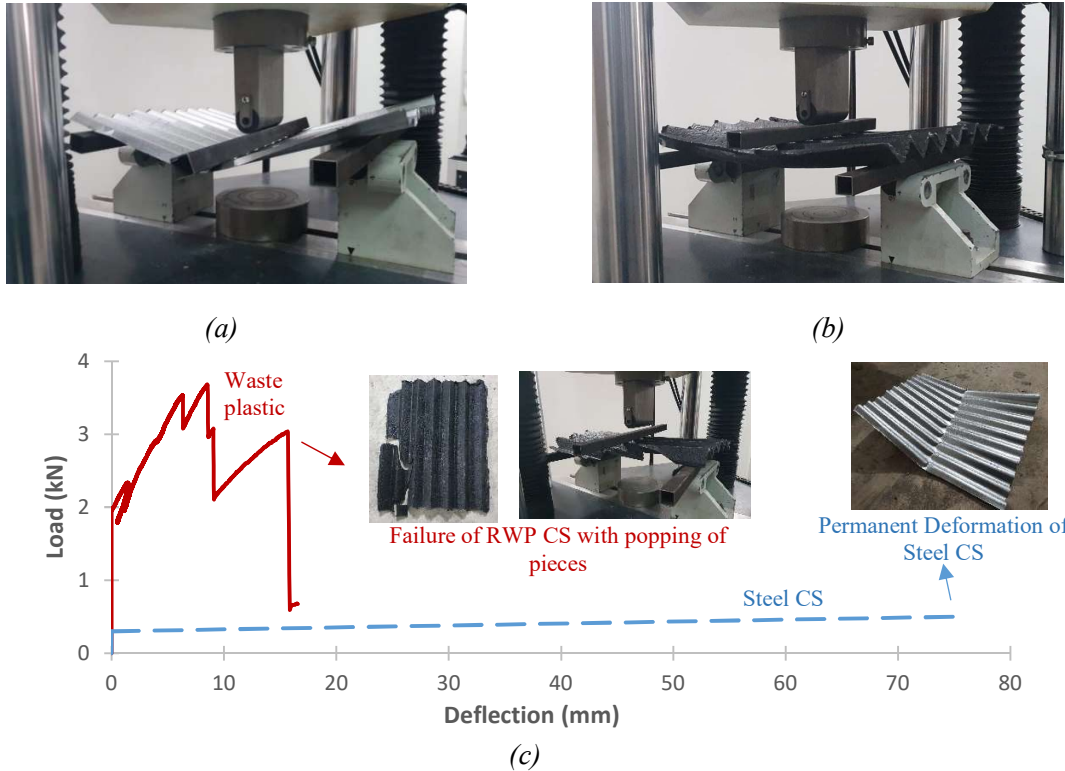 (a)
(b)
4
3
2
1
0
Load (kN)
Waste
plastic
Failure of RWP CS with popping of
pieces
Permanent Deformation of
Steel CS
Steel CS
0
10
20
30
40
50
60
70
80
Deflection (mm)
(c)